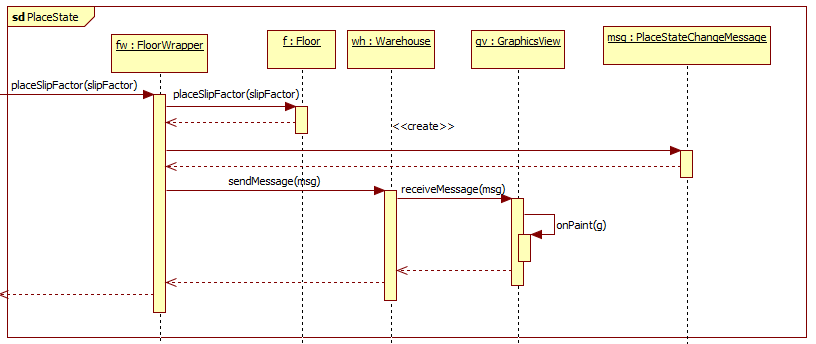 sd PlaceState
fw : FloorWrapper
f : Floor
wh : Warehouse
gv : GraphicsView
msg : PlaceStateChangeMessage
placeSlipFactor(slipFactor)
placeSlipFactor(slipFactor)
<<create>>
sendMessage(msg)
receiveMessage(msg)
onPaint(g)